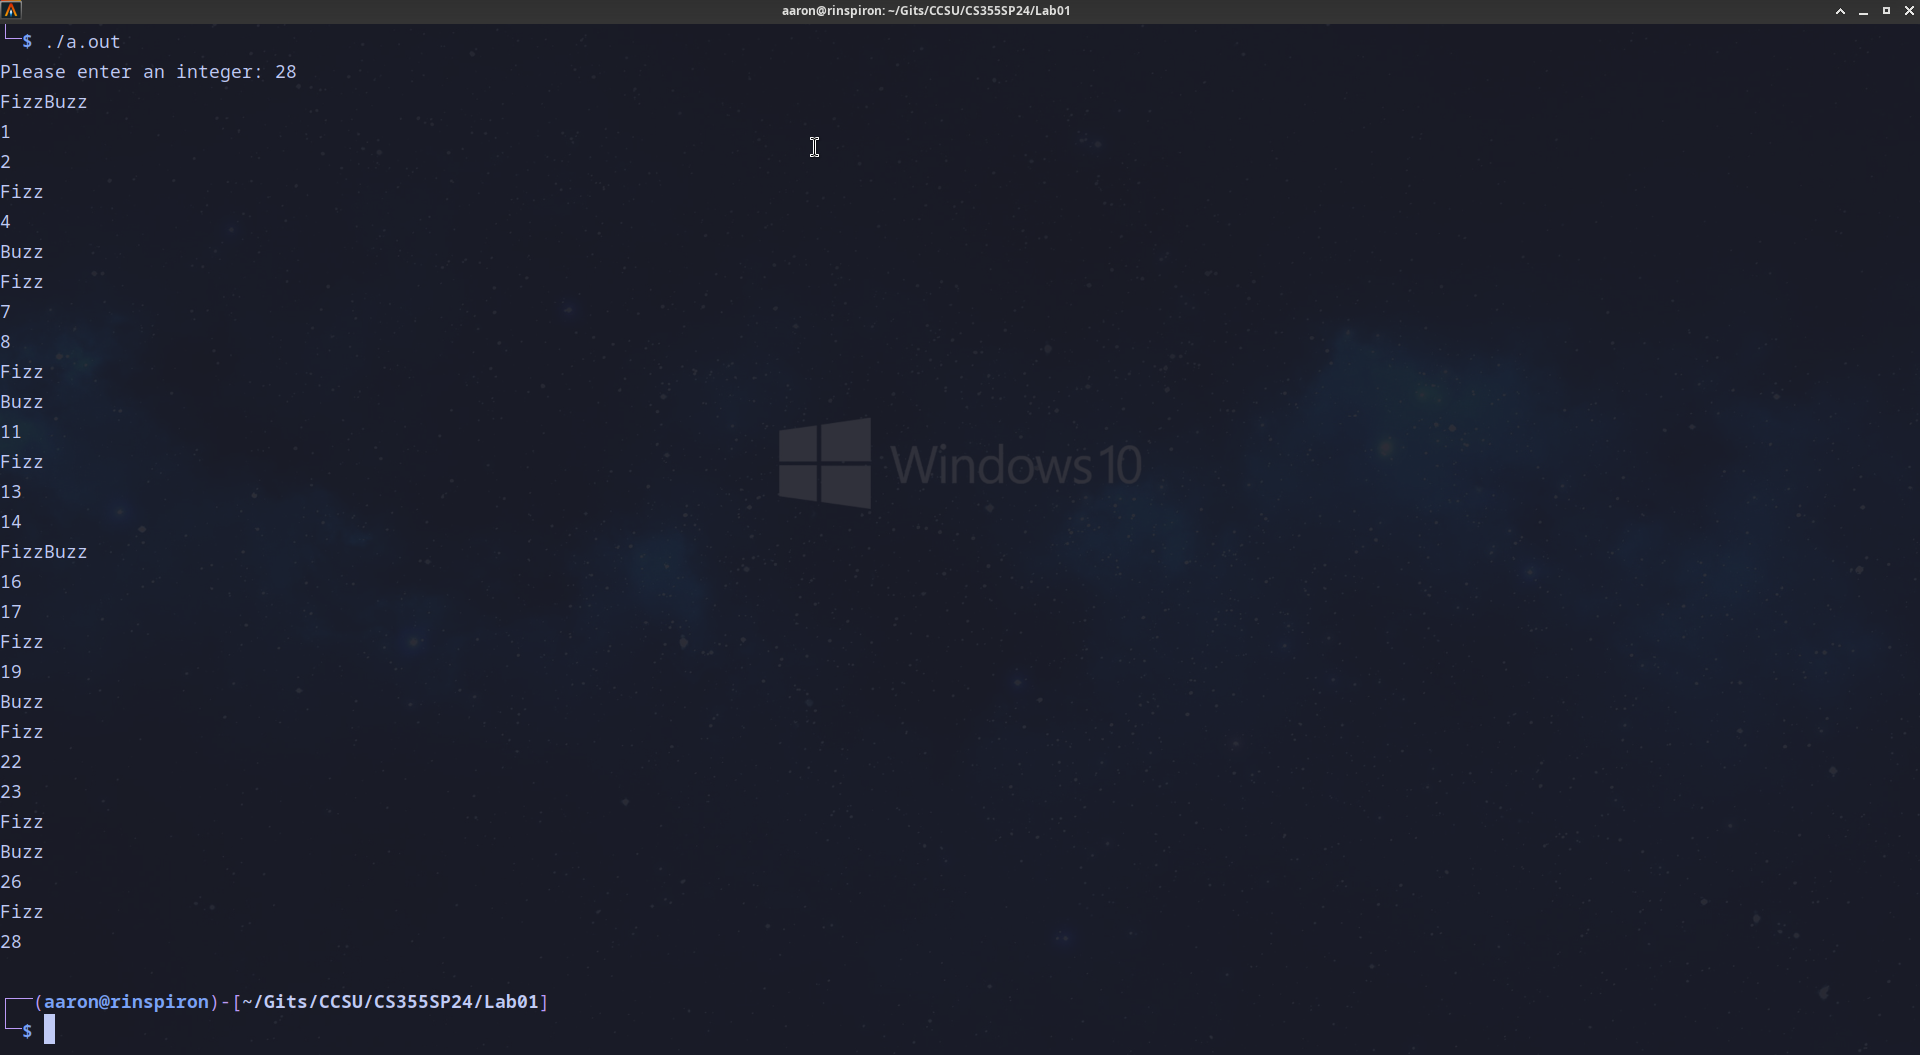 aaron@rinspiron: ~/Gits/CCSU/CS355SP24/Lab01
$ ./a.out
Please enter an integer: 28
FizzBuzz
1
2
Fizz
4
Buzz
Fizz
7
8
Fizz
Buzz
11
Fizz
13
14
FizzBuzz
16
17
Fizz
19
Buzz
Fizz
22
23
Fizz
Buzz
26
Fizz
28
Windows 10
(aaron@rinspiron)-[~/Gits/CCSU/CS355SP24/Lab01]
$